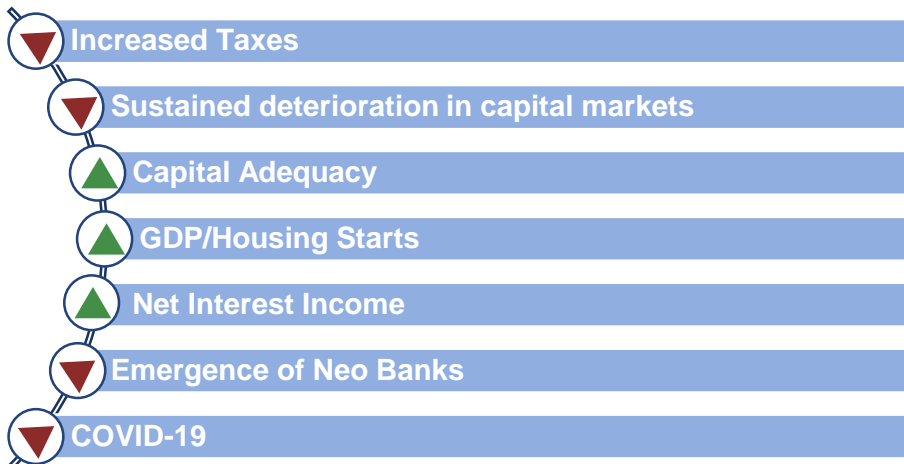 Increased Taxes
Sustained deterioration in capital markets
Capital Adequacy
GDP/Housing Starts
Net Interest Income
Emergence of Neo Banks
COVID-19